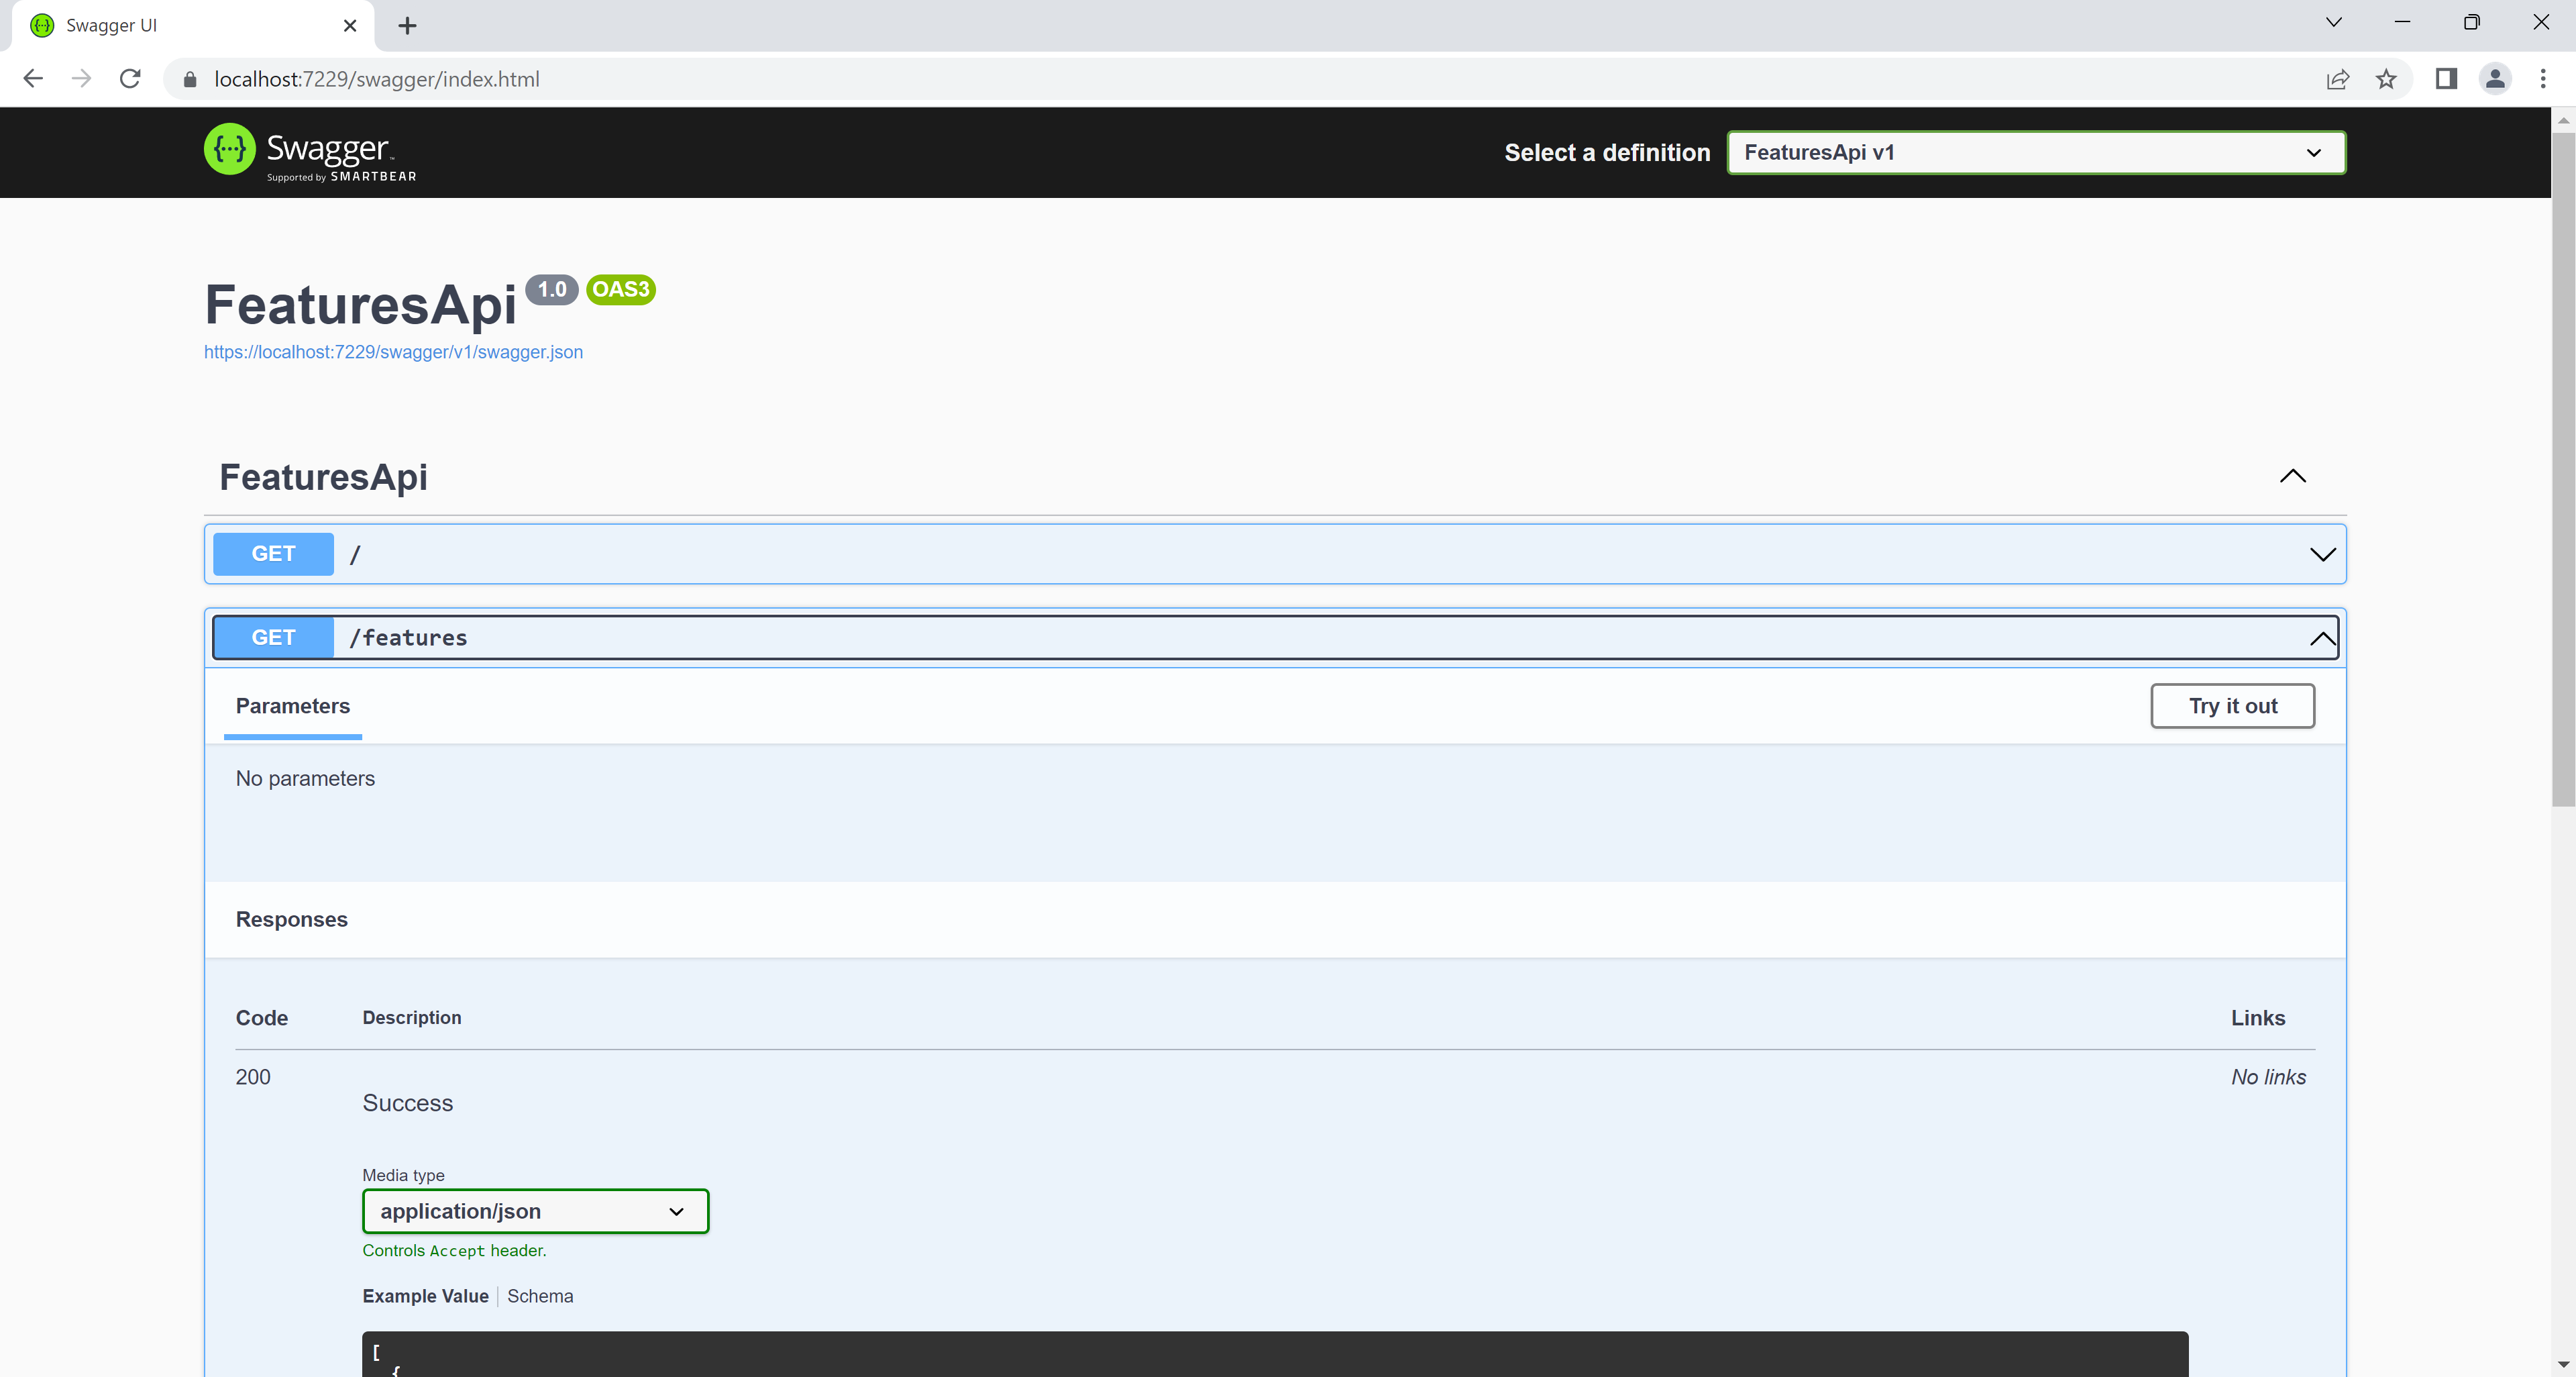 Swagger UI
localhost:7229/swagger/index.html
{···} Swagger™
Supported by SMARTBEAR
Select a definition
FeaturesApi v1
FeaturesApi 1.0 OAS3
https://localhost:7229/swagger/v1/swagger.json
FeaturesApi
GET /
GET /features
Parameters
Try it out
No parameters
Responses
Code Description Links
200 No links
Success
Media type
application/json
Controls Accept header.
Example Value Schema
[
{